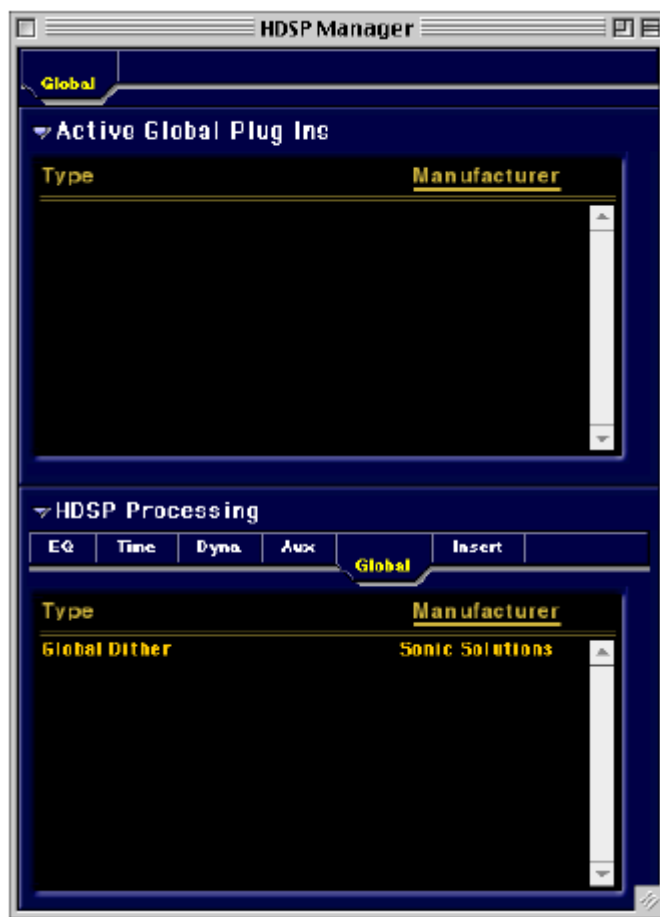 HDSP Manager
Global
Active Global Plug Ins
Type Manufacturer
HDSP Processing
EQ Time Dyna. Aux Global Insert
Type Manufacturer
Global Dither Sonic Solutions